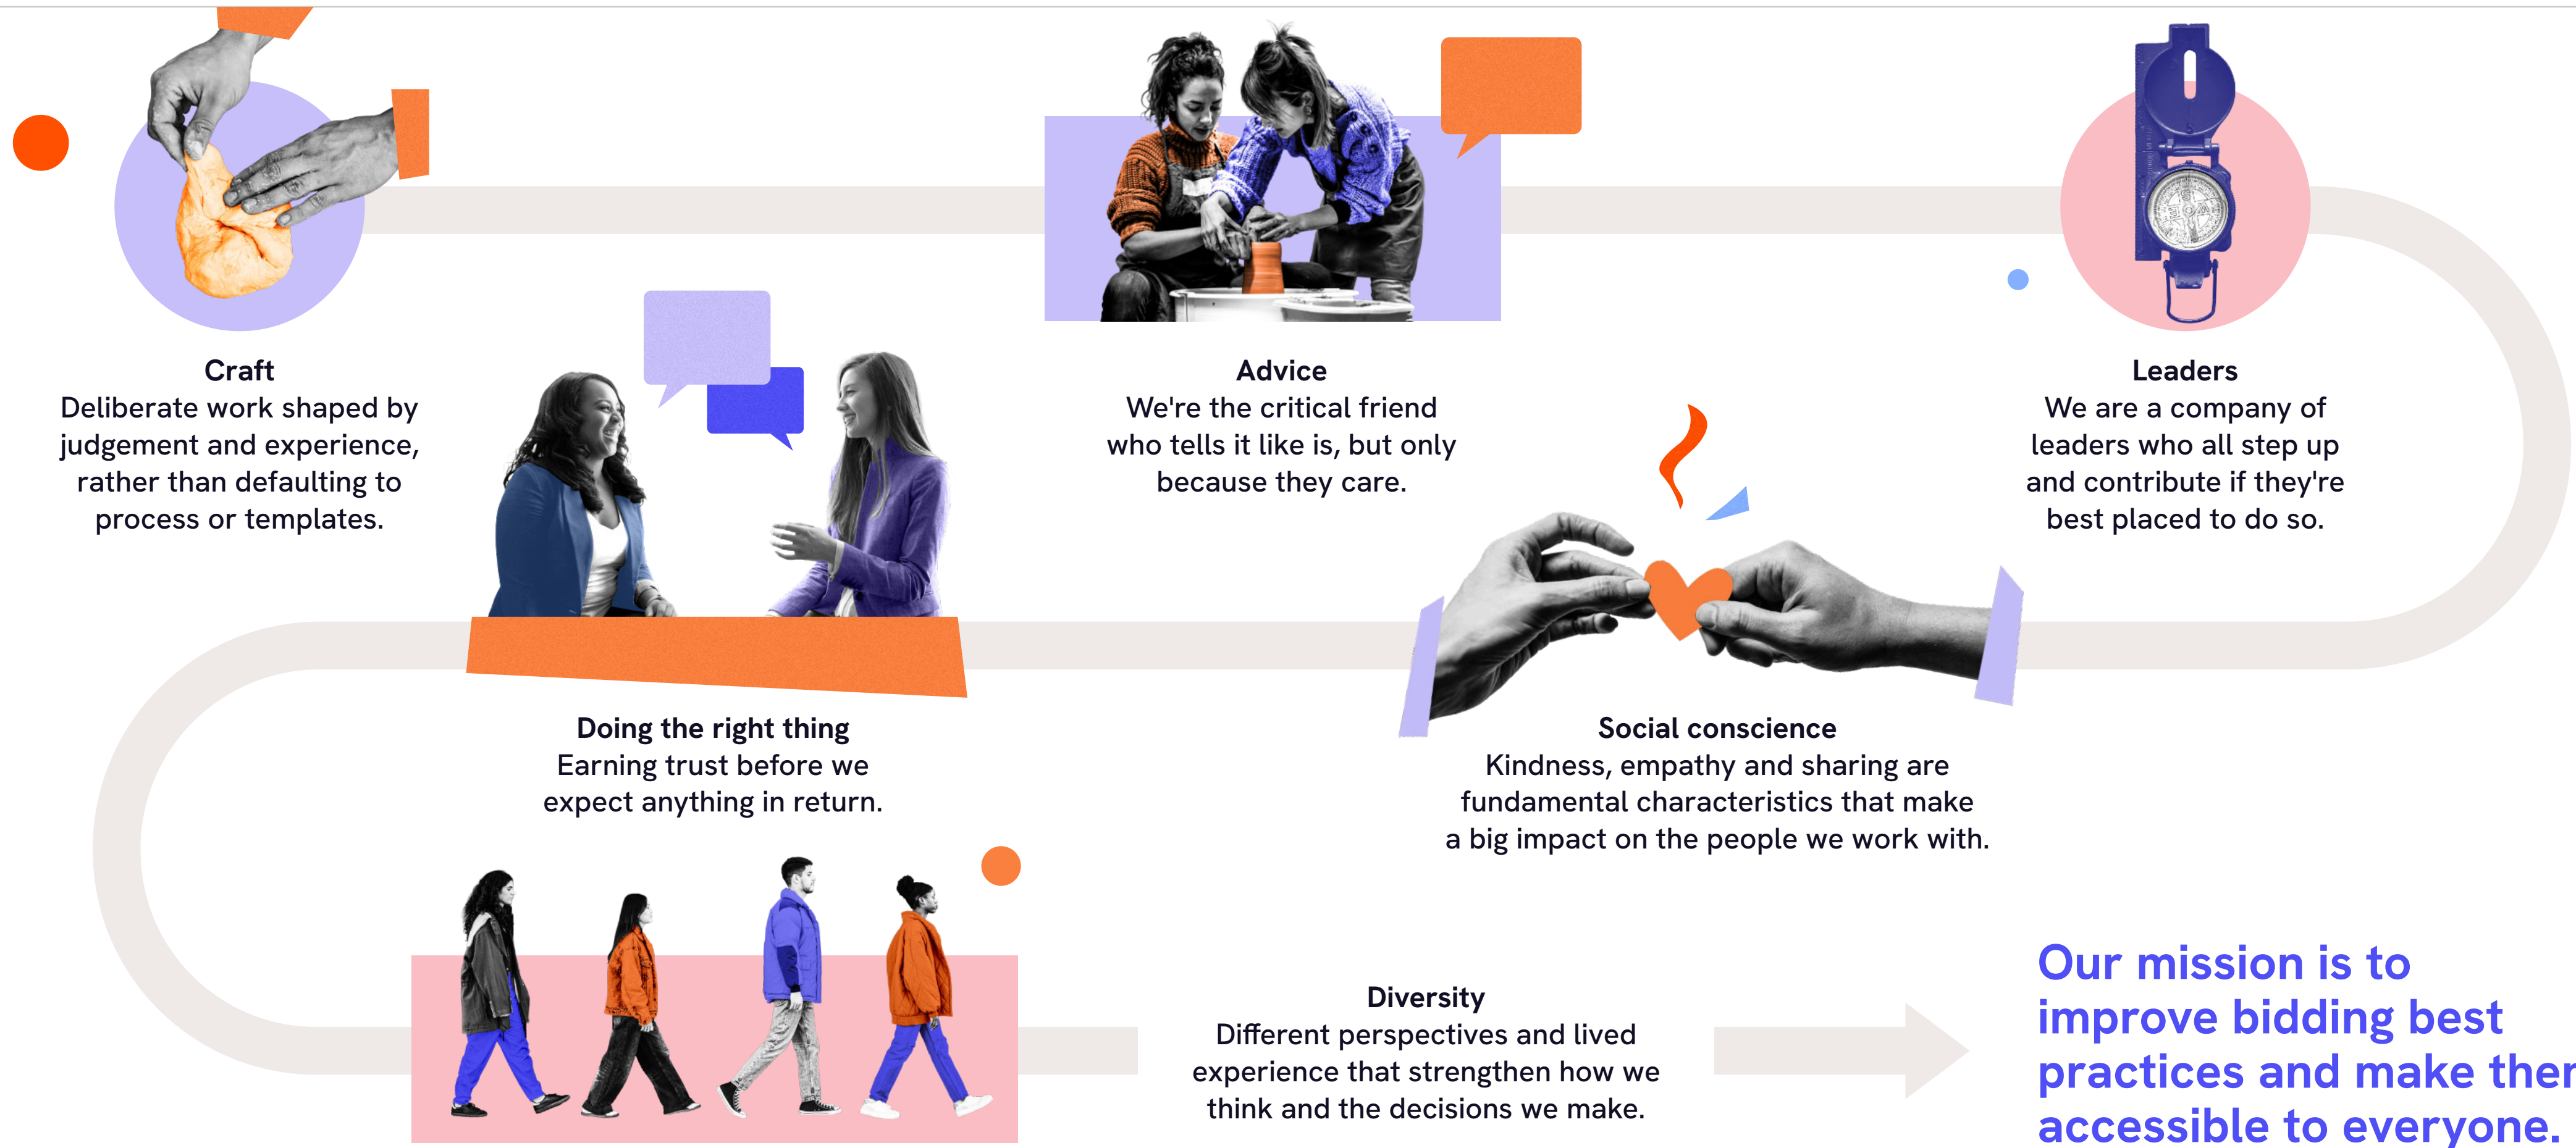 Craft
Deliberate work shaped by
judgement and experience,
rather than defaulting to
process or templates.
Advice
We're the critical friend
who tells it like is, but only
because they care.
Leaders
We are a company of
leaders who all step up
and contribute if they're
best placed to do so.
Social conscience
Kindness, empathy and sharing are
fundamental characteristics that make
a big impact on the people we work with.
Doing the right thing
Earning trust before we
expect anything in return.
Diversity
Different perspectives and lived
experience that strengthen how we
think and the decisions we make.
Our mission is to
improve bidding best
practices and make
accessible to everyone.